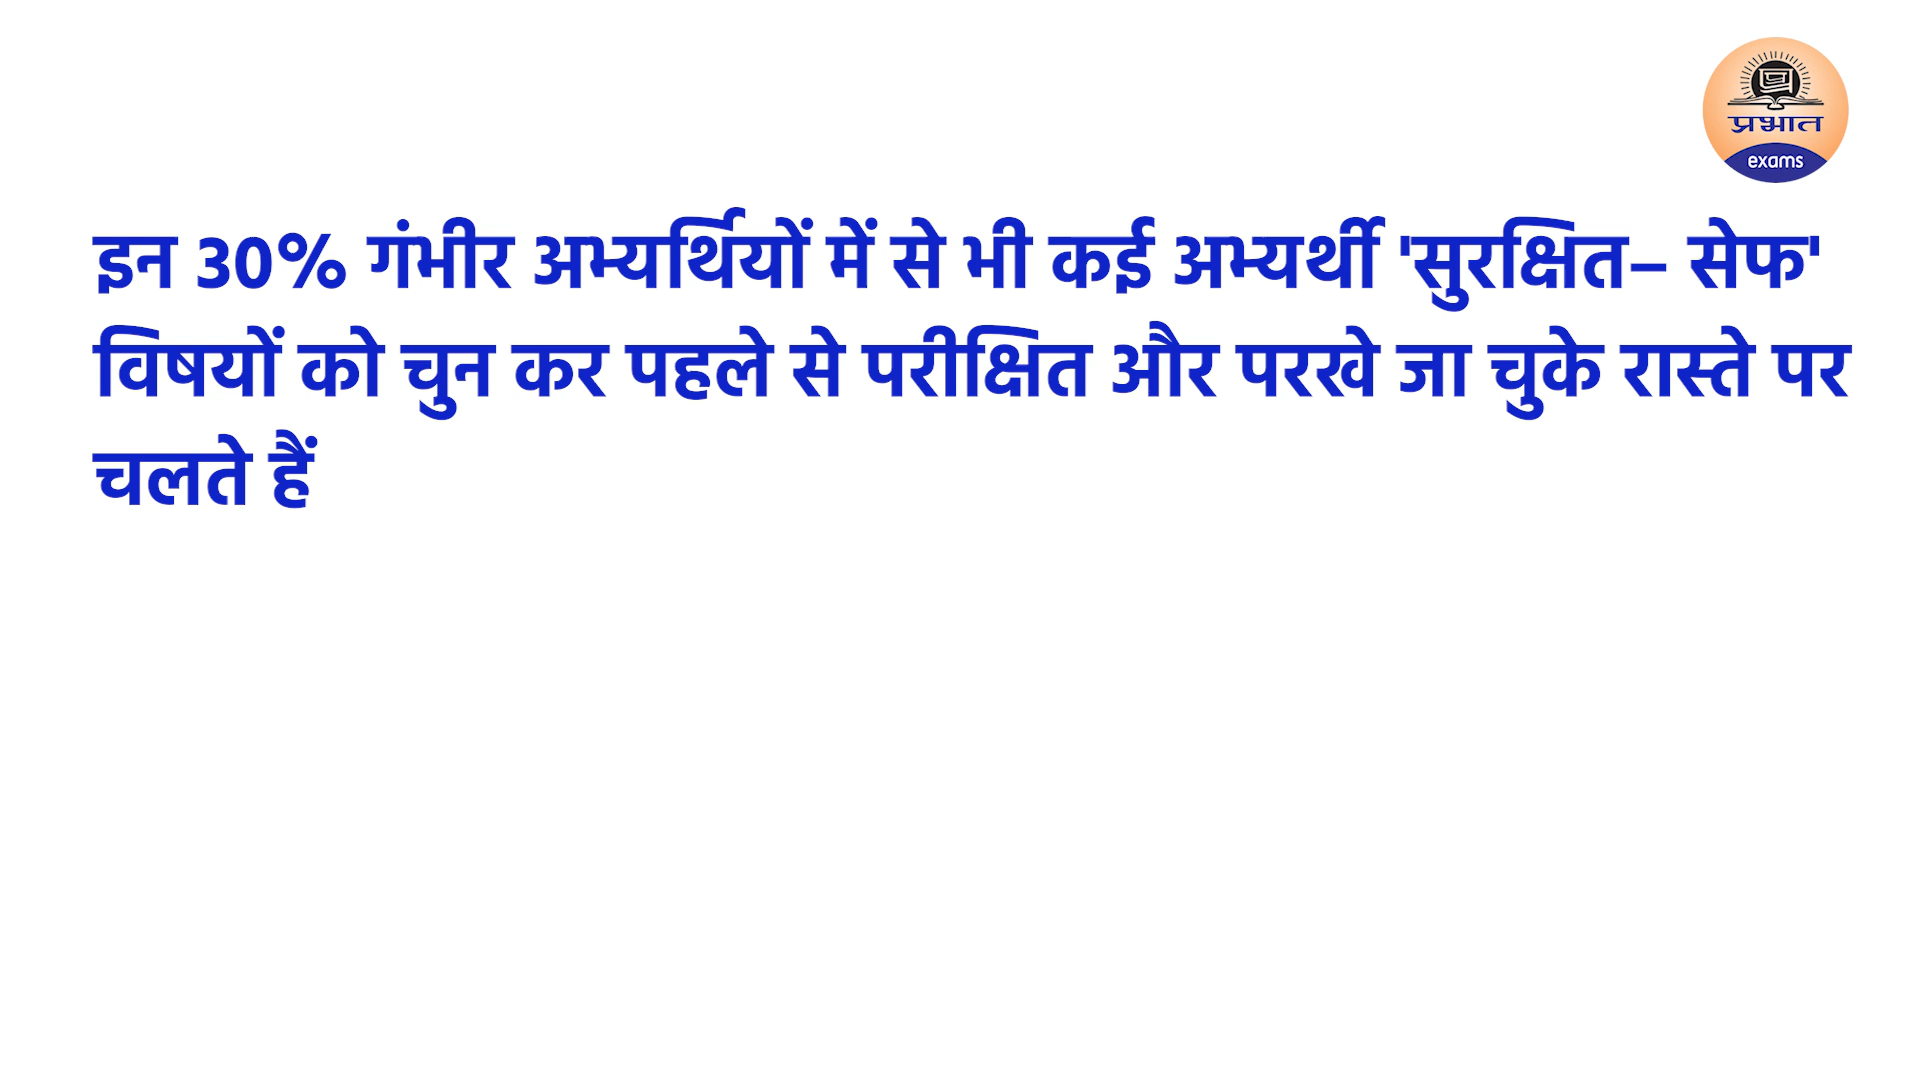 प्रभात
exams
इन 30% गंभीर अभ्यर्थियों में से भी कई अभ्यर्थी 'सुरक्षित– सेफ'
विषयों को चुन कर पहले से परीक्षित और परखे जा चुके रास्ते पर
चलते हैं